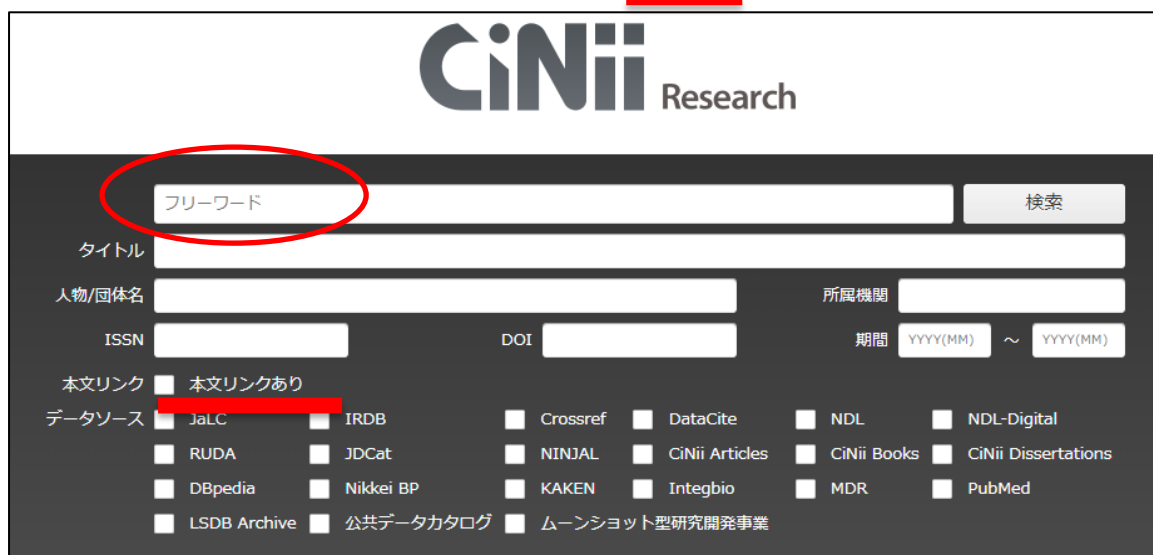 CiNii Research
フリーワード 検索
タイトル
人物/団体名 所属機関
ISSN DOI 期間 YYYY(MM) ～ YYYY(MM)
本文リンク 本文リンクあり
データソース JaLC IRDB Crossref DataCite NDL NDL-Digital
RUDA JDCat NINJAL CiNii Articles CiNii Books CiNii Dissertations
DBpedia Nikkei BP KAKEN Integbio MDR PubMed
LSDB Archive 公共データカタログ ムーンショット型研究開発事業